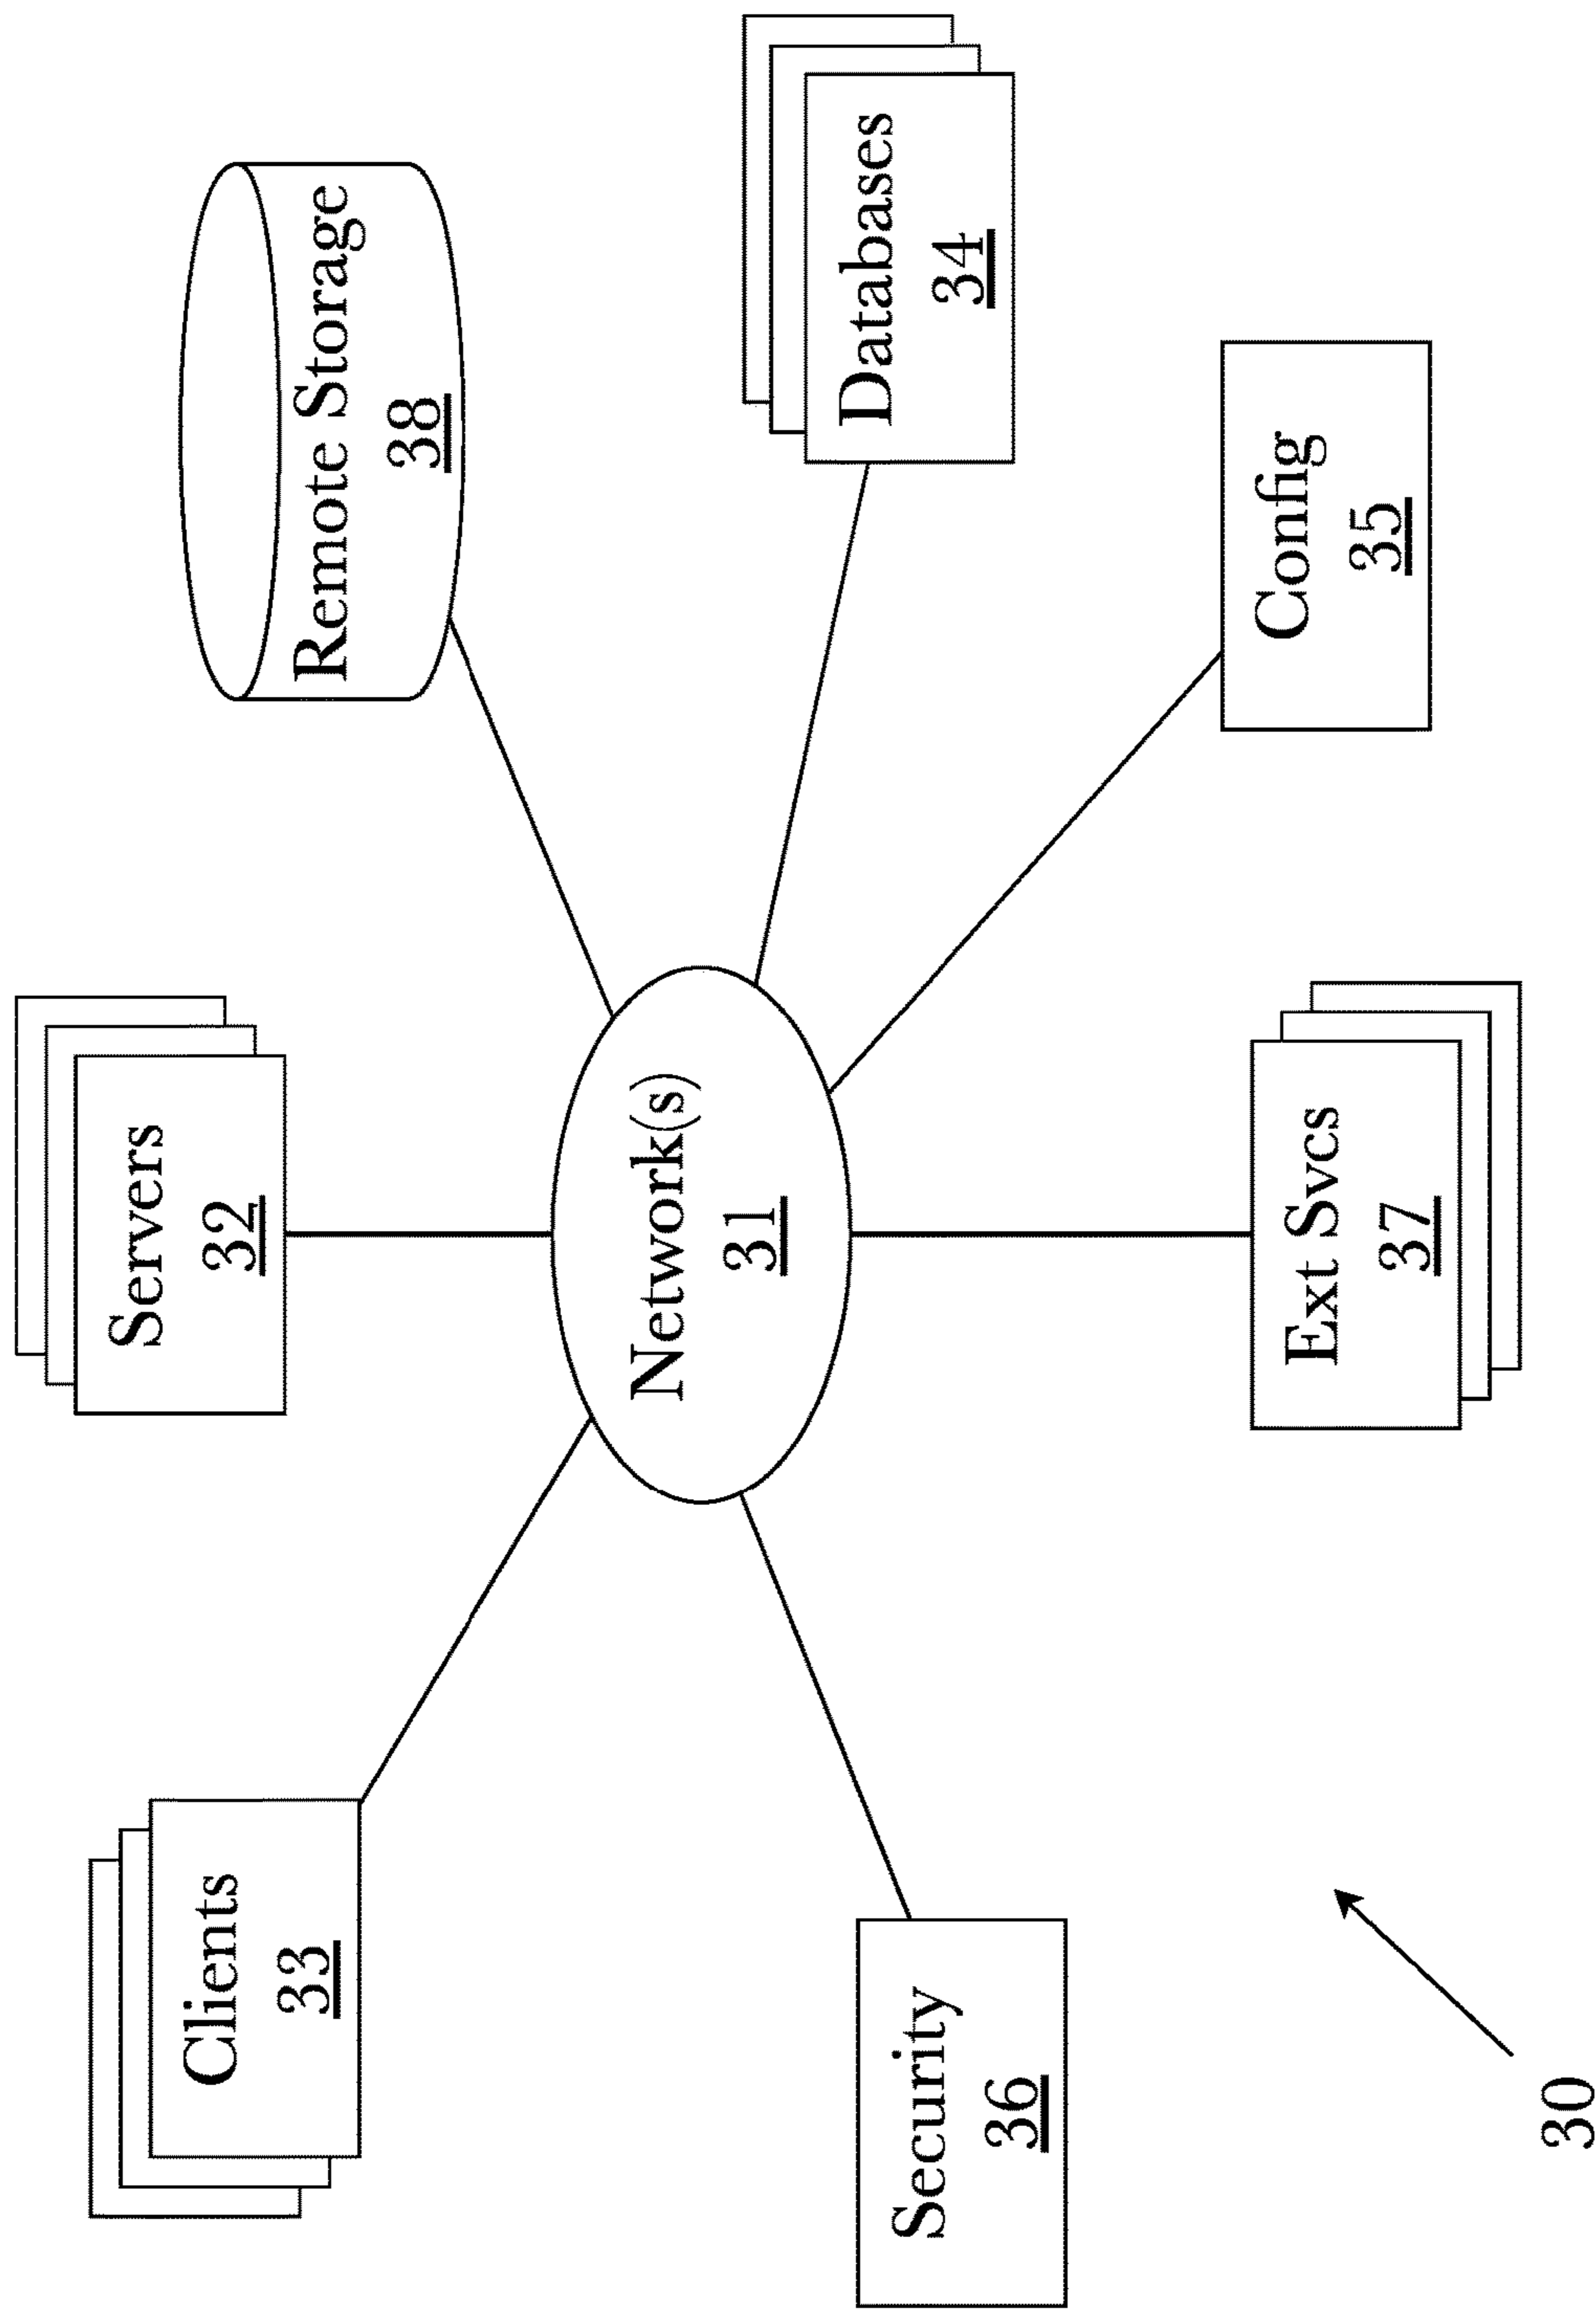 Servers
32
Clients
33
Remote Storage
38
Network(s)
31
Security
36
Databases
34
Ext Svcs
37
Config
35
30